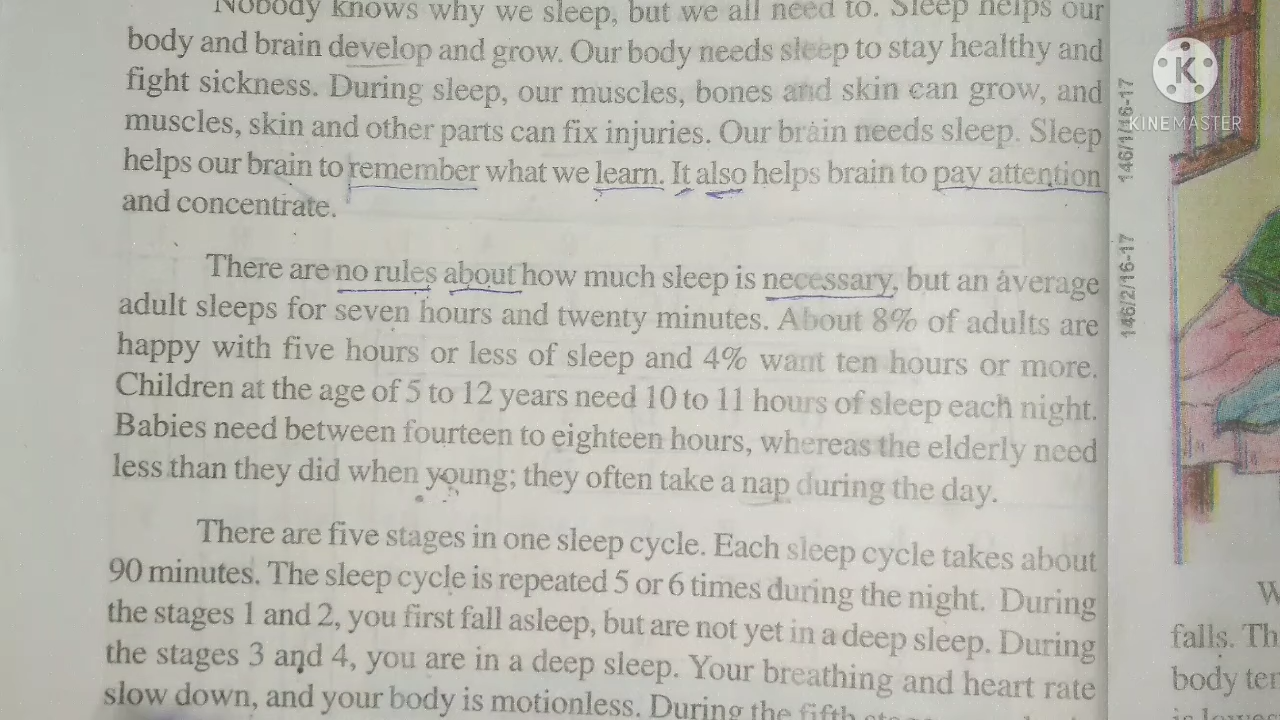 Nobody knows why we sleep, but we all need to. Sleep helps our
body and brain develop and grow. Our body needs sleep to stay healthy and
fight sickness. During sleep, our muscles, bones and skin can grow, and
muscles, skin and other parts can fix injuries. Our brain needs sleep. Sleep
helps our brain to remember what we learn. It also helps brain to pay attention
and concentrate.
There are no rules about how much sleep is necessary, but an average
adult sleeps for seven hours and twenty minutes. About 8% of adults are
happy with five hours or less of sleep and 4% want ten hours or more.
Children at the age of 5 to 12 years need 10 to 11 hours of sleep each night.
Babies need between fourteen to eighteen hours, whereas the elderly need
less than they did when young; they often take a nap during the day.
There are five stages in one sleep cycle. Each sleep cycle takes about
90 minutes. The sleep cycle is repeated 5 or 6 times during the night. During
the stages 1 and 2, you first fall asleep, but are not yet in a deep sleep. During
the stages 3 and 4, you are in a deep sleep. Your breathing and heart rate
slow down, and your body is motionless. During the fifth
146/1/16-17
146/2/16-17
K
KINEMASTER
falls.
body